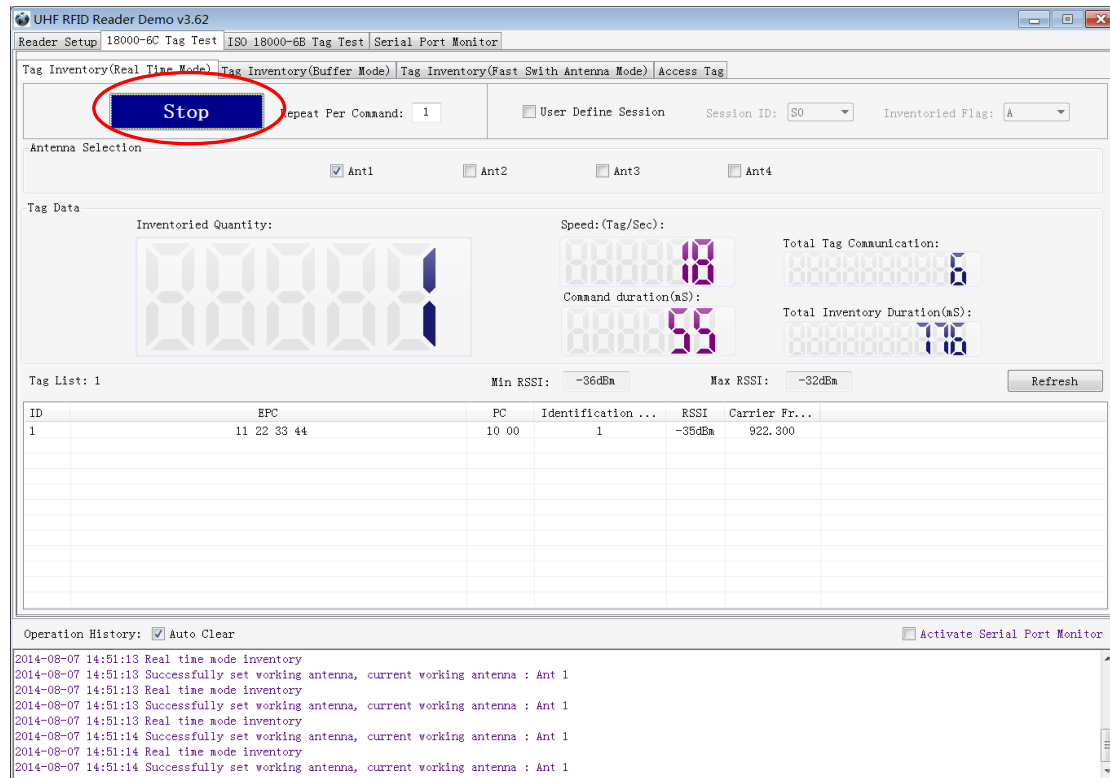 UHF RFID Reader Demo v3.62
Reader Setup 18000-6C Tag Test ISO 18000-6B Tag Test Serial Port Monitor
Tag Inventory(Real Time Mode) Tag Inventory(Buffer Mode) Tag Inventory(Fast Swith Antenna Mode) Access Tag
Stop Repeat Per Command: 1 User Define Session Session ID: S0 Inventoried Flag: A
Antenna Selection
Ant1 Ant2 Ant3 Ant4
Tag Data
Inventoried Quantity: Speed:(Tag/Sec):
1 18 Total Tag Communication:
6
Command duration(mS):
55 Total Inventory Duration(mS):
776
Tag List: 1 Min RSSI: -36dBm Max RSSI: -32dBm Refresh
ID EPC PC Identification ... RSSI Carrier Fr...
1 11 22 33 44 10 00 1 -35dBm 922.300
Operation History: Auto Clear Activate Serial Port Monitor
2014-08-07 14:51:13 Real time mode inventory
2014-08-07 14:51:13 Successfully set working antenna, current working antenna : Ant 1
2014-08-07 14:51:13 Real time mode inventory
2014-08-07 14:51:13 Successfully set working antenna, current working antenna : Ant 1
2014-08-07 14:51:13 Real time mode inventory
2014-08-07 14:51:14 Successfully set working antenna, current working antenna : Ant 1
2014-08-07 14:51:14 Real time mode inventory
2014-08-07 14:51:14 Successfully set working antenna, current working antenna : Ant 1